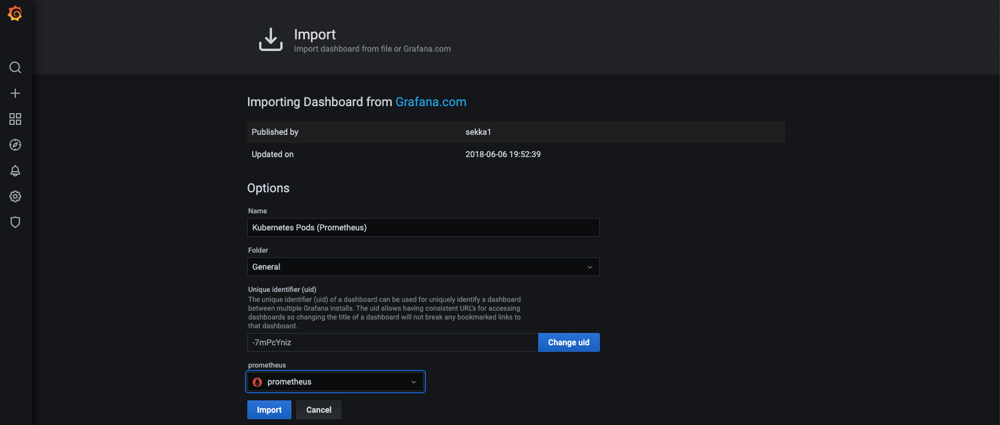 Import
Import dashboard from file or Grafana.com
Importing Dashboard from Grafana.com
Published by sekka1
Updated on 2018-06-06 19:52:39
Options
Name
Kubernetes Pods (Prometheus)
Folder
General
Unique identifier (uid)
The unique identifier (uid) of a dashboard can be used for uniquely identify a dashboard
between multiple Grafana installs. The uid allows having consistent URL's for accessing
dashboards so changing the title of a dashboard will not break any bookmarked links to
that dashboard.
-7mPcYniz Change uid
prometheus
prometheus
Import Cancel